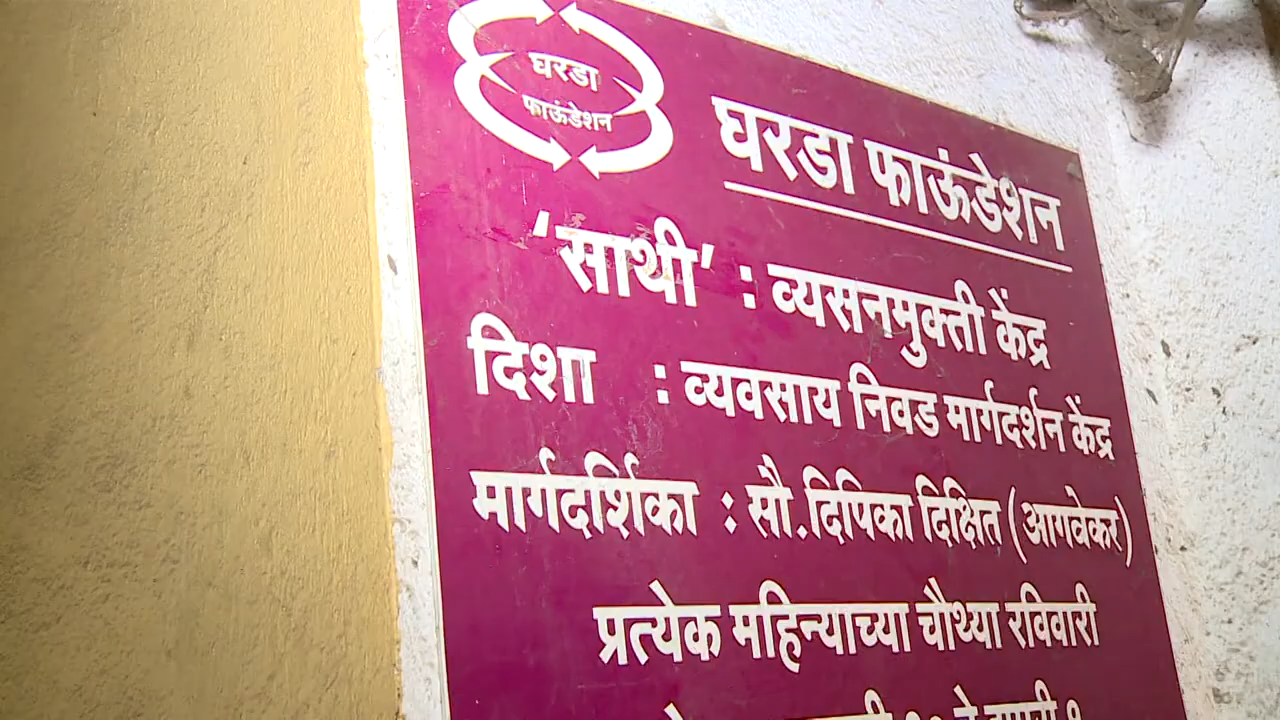 घरडा
फाऊंडेशन
घरडा फाऊंडेशन
'साथी' : व्यसनमुक्ती केंद्र
दिशा : व्यवसाय निवड मार्गदर्शन केंद्र
मार्गदर्शिका : सौ.दिपिका दिक्षित (आगवेकर)
प्रत्येक महिन्याच्या चौथ्या रविवारी